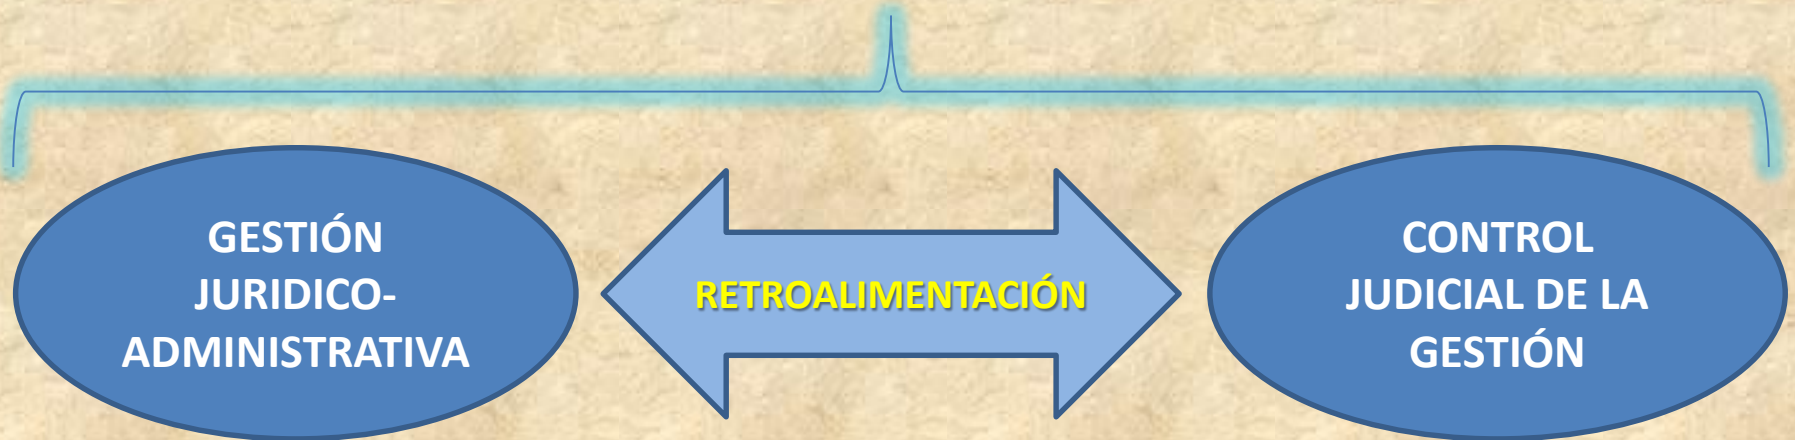 GESTIÓN
JURIDICO-
ADMINISTRATIVA
RETROALIMENTACIÓN
CONTROL
JUDICIAL DE LA
GESTIÓN